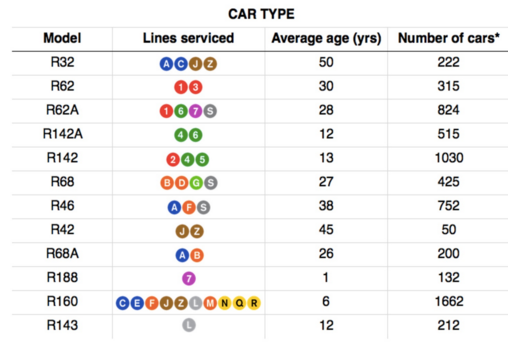 CAR TYPE
Model Lines serviced Average age (yrs) Number of cars*
R32 A C J Z 50 222
R62 1 3 30 315
R62A 1 6 7 S 28 824
R142A 4 6 12 515
R142 2 4 5 13 1030
R68 B D G S 27 425
R46 A F S 38 752
R42 J Z 45 50
R68A A B 26 200
R188 7 1 132
R160 C E F J Z L M N Q R 6 1662
R143 L 12 212